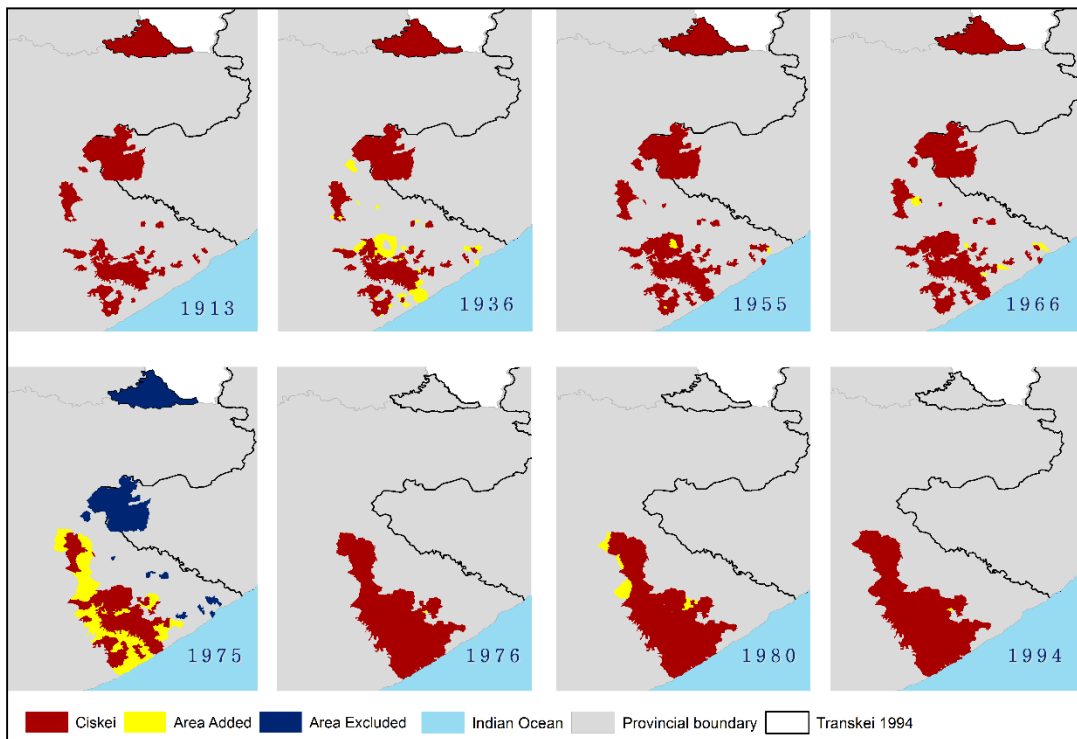 1913
1936
1955
1966
1975
1976
1980
1994
Ciskei
Area Added
Area Excluded
Indian Ocean
Provincial boundary
Transkei 1994